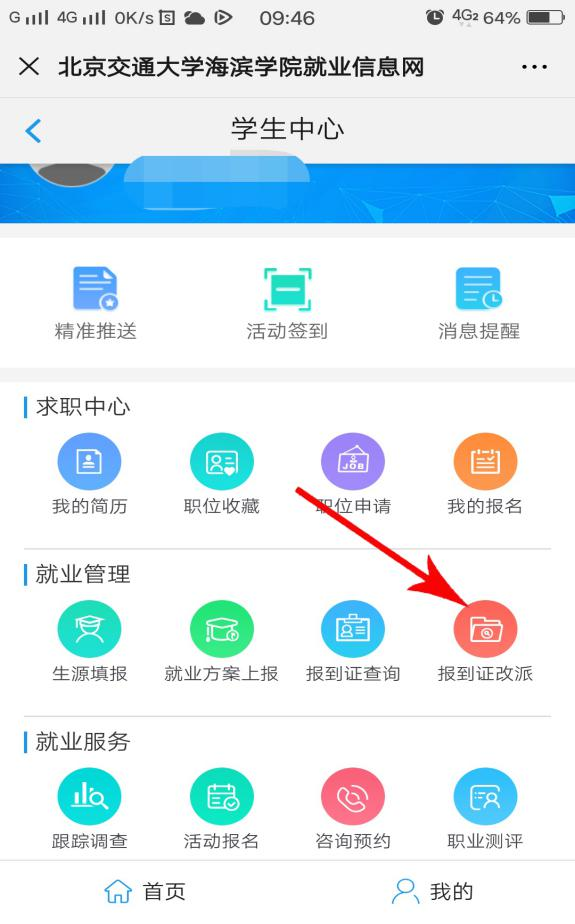 G 4G 0K/s S 09:46 4G2 64%
北京交通大学海滨学院就业信息网
学生中心
精准推送 活动签到 消息提醒
求职中心
JOB
我的简历 职位收藏 职位申请 我的报名
就业管理
生源填报 就业方案上报 报到证查询 报到证改派
就业服务
跟踪调查 活动报名 咨询预约 职业测评
首页 我的